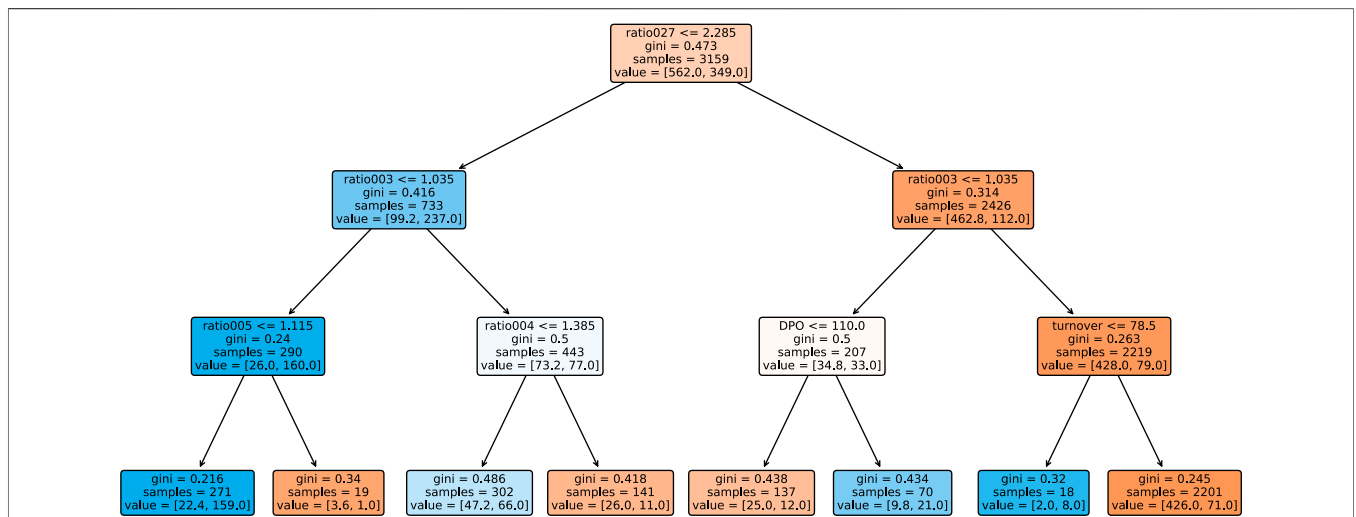 ratio027 <= 2.285
gini = 0.473
samples = 3159
value = [562.0, 349.0]
ratio003 <= 1.035
gini = 0.416
samples = 733
value = [99.2, 237.0]
ratio003 <= 1.035
gini = 0.314
samples = 2426
value = [462.8, 112.0]
ratio005 <= 1.115
gini = 0.24
samples = 290
value = [26.0, 160.0]
ratio004 <= 1.385
gini = 0.5
samples = 443
value = [73.2, 77.0]
DPO <= 110.0
gini = 0.5
samples = 207
value = [34.8, 33.0]
turnover <= 78.5
gini = 0.263
samples = 2219
value = [428.0, 79.0]
gini = 0.216
samples = 271
value = [22.4, 159.0]
gini = 0.34
samples = 19
value = [3.6, 1.0]
gini = 0.486
samples = 302
value = [47.2, 66.0]
gini = 0.418
samples = 141
value = [26.0, 11.0]
gini = 0.438
samples = 137
value = [25.0, 12.0]
gini = 0.434
samples = 70
value = [9.8, 21.0]
gini = 0.32
samples = 18
value = [2.0, 8.0]
gini = 0.245
samples = 2201
value = [426.0, 71.0]